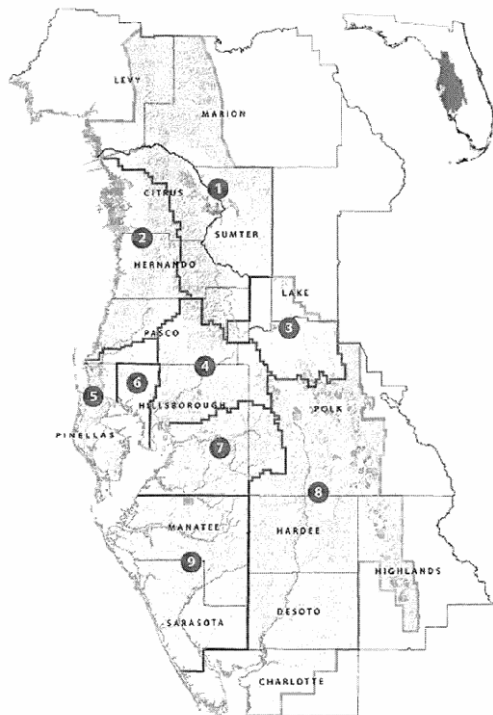 LEVY
MARION
CITRUS
1
SUMTER
2
HERNANDO
LAKE
3
PASCO
4
5
6
HILLSBOROUGH
POLK
PINELLAS
7
8
MANATEE
HARDEE
9
HIGHLANDS
SARASOTA
DESOTO
CHARLOTTE